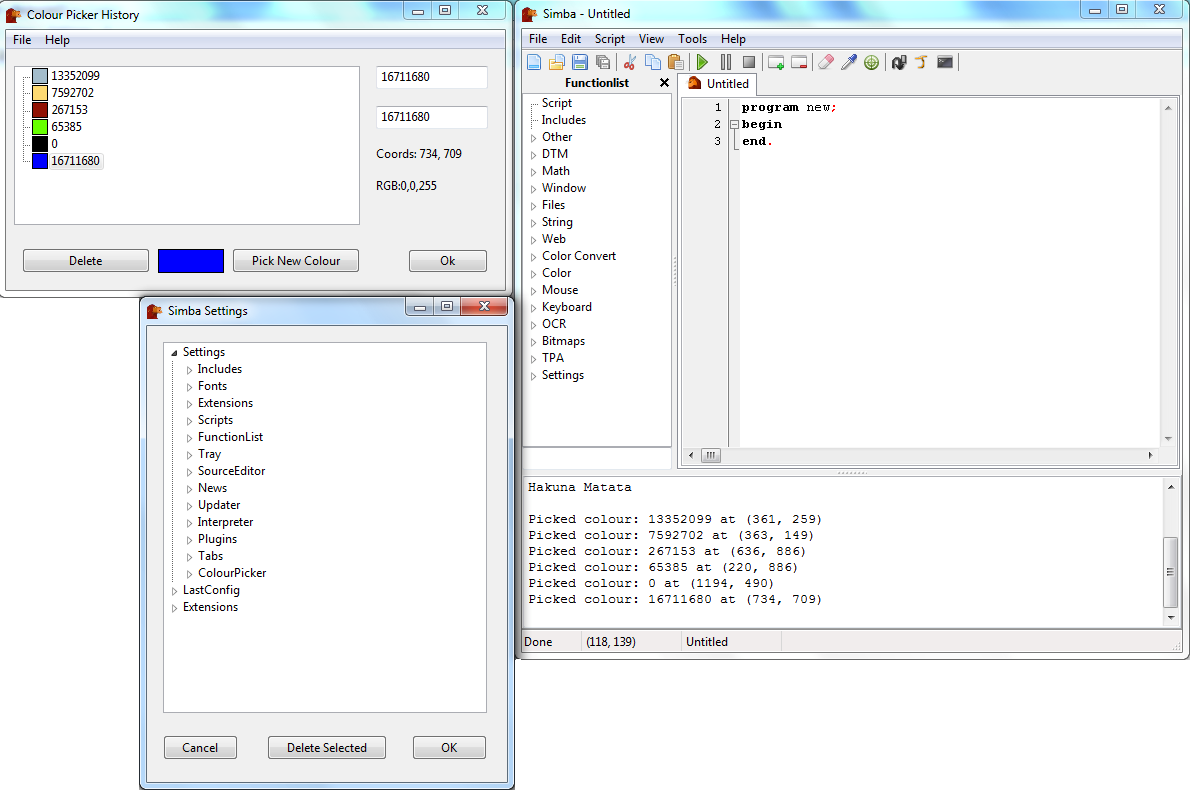 Colour Picker History
File Help
13352099
7592702
267153
65385
0
16711680
16711680
16711680
Coords: 734, 709
RGB:0,0,255
Delete
Pick New Colour
Ok
Simba Settings
Settings
Includes
Fonts
Extensions
Scripts
FunctionList
Tray
SourceEditor
News
Updater
Interpreter
Plugins
Tabs
ColourPicker
LastConfig
Extensions
Cancel
Delete Selected
OK
Simba - Untitled
File Edit Script View Tools Help
Functionlist
Script
Includes
Other
DTM
Math
Window
Files
String
Web
Color Convert
Color
Mouse
Keyboard
OCR
Bitmaps
TPA
Settings
Untitled
1 program new;
2 begin
3 end.
Hakuna Matata
Picked colour: 13352099 at (361, 259)
Picked colour: 7592702 at (363, 149)
Picked colour: 267153 at (636, 886)
Picked colour: 65385 at (220, 886)
Picked colour: 0 at (1194, 490)
Picked colour: 16711680 at (734, 709)
Done (118, 139) Untitled